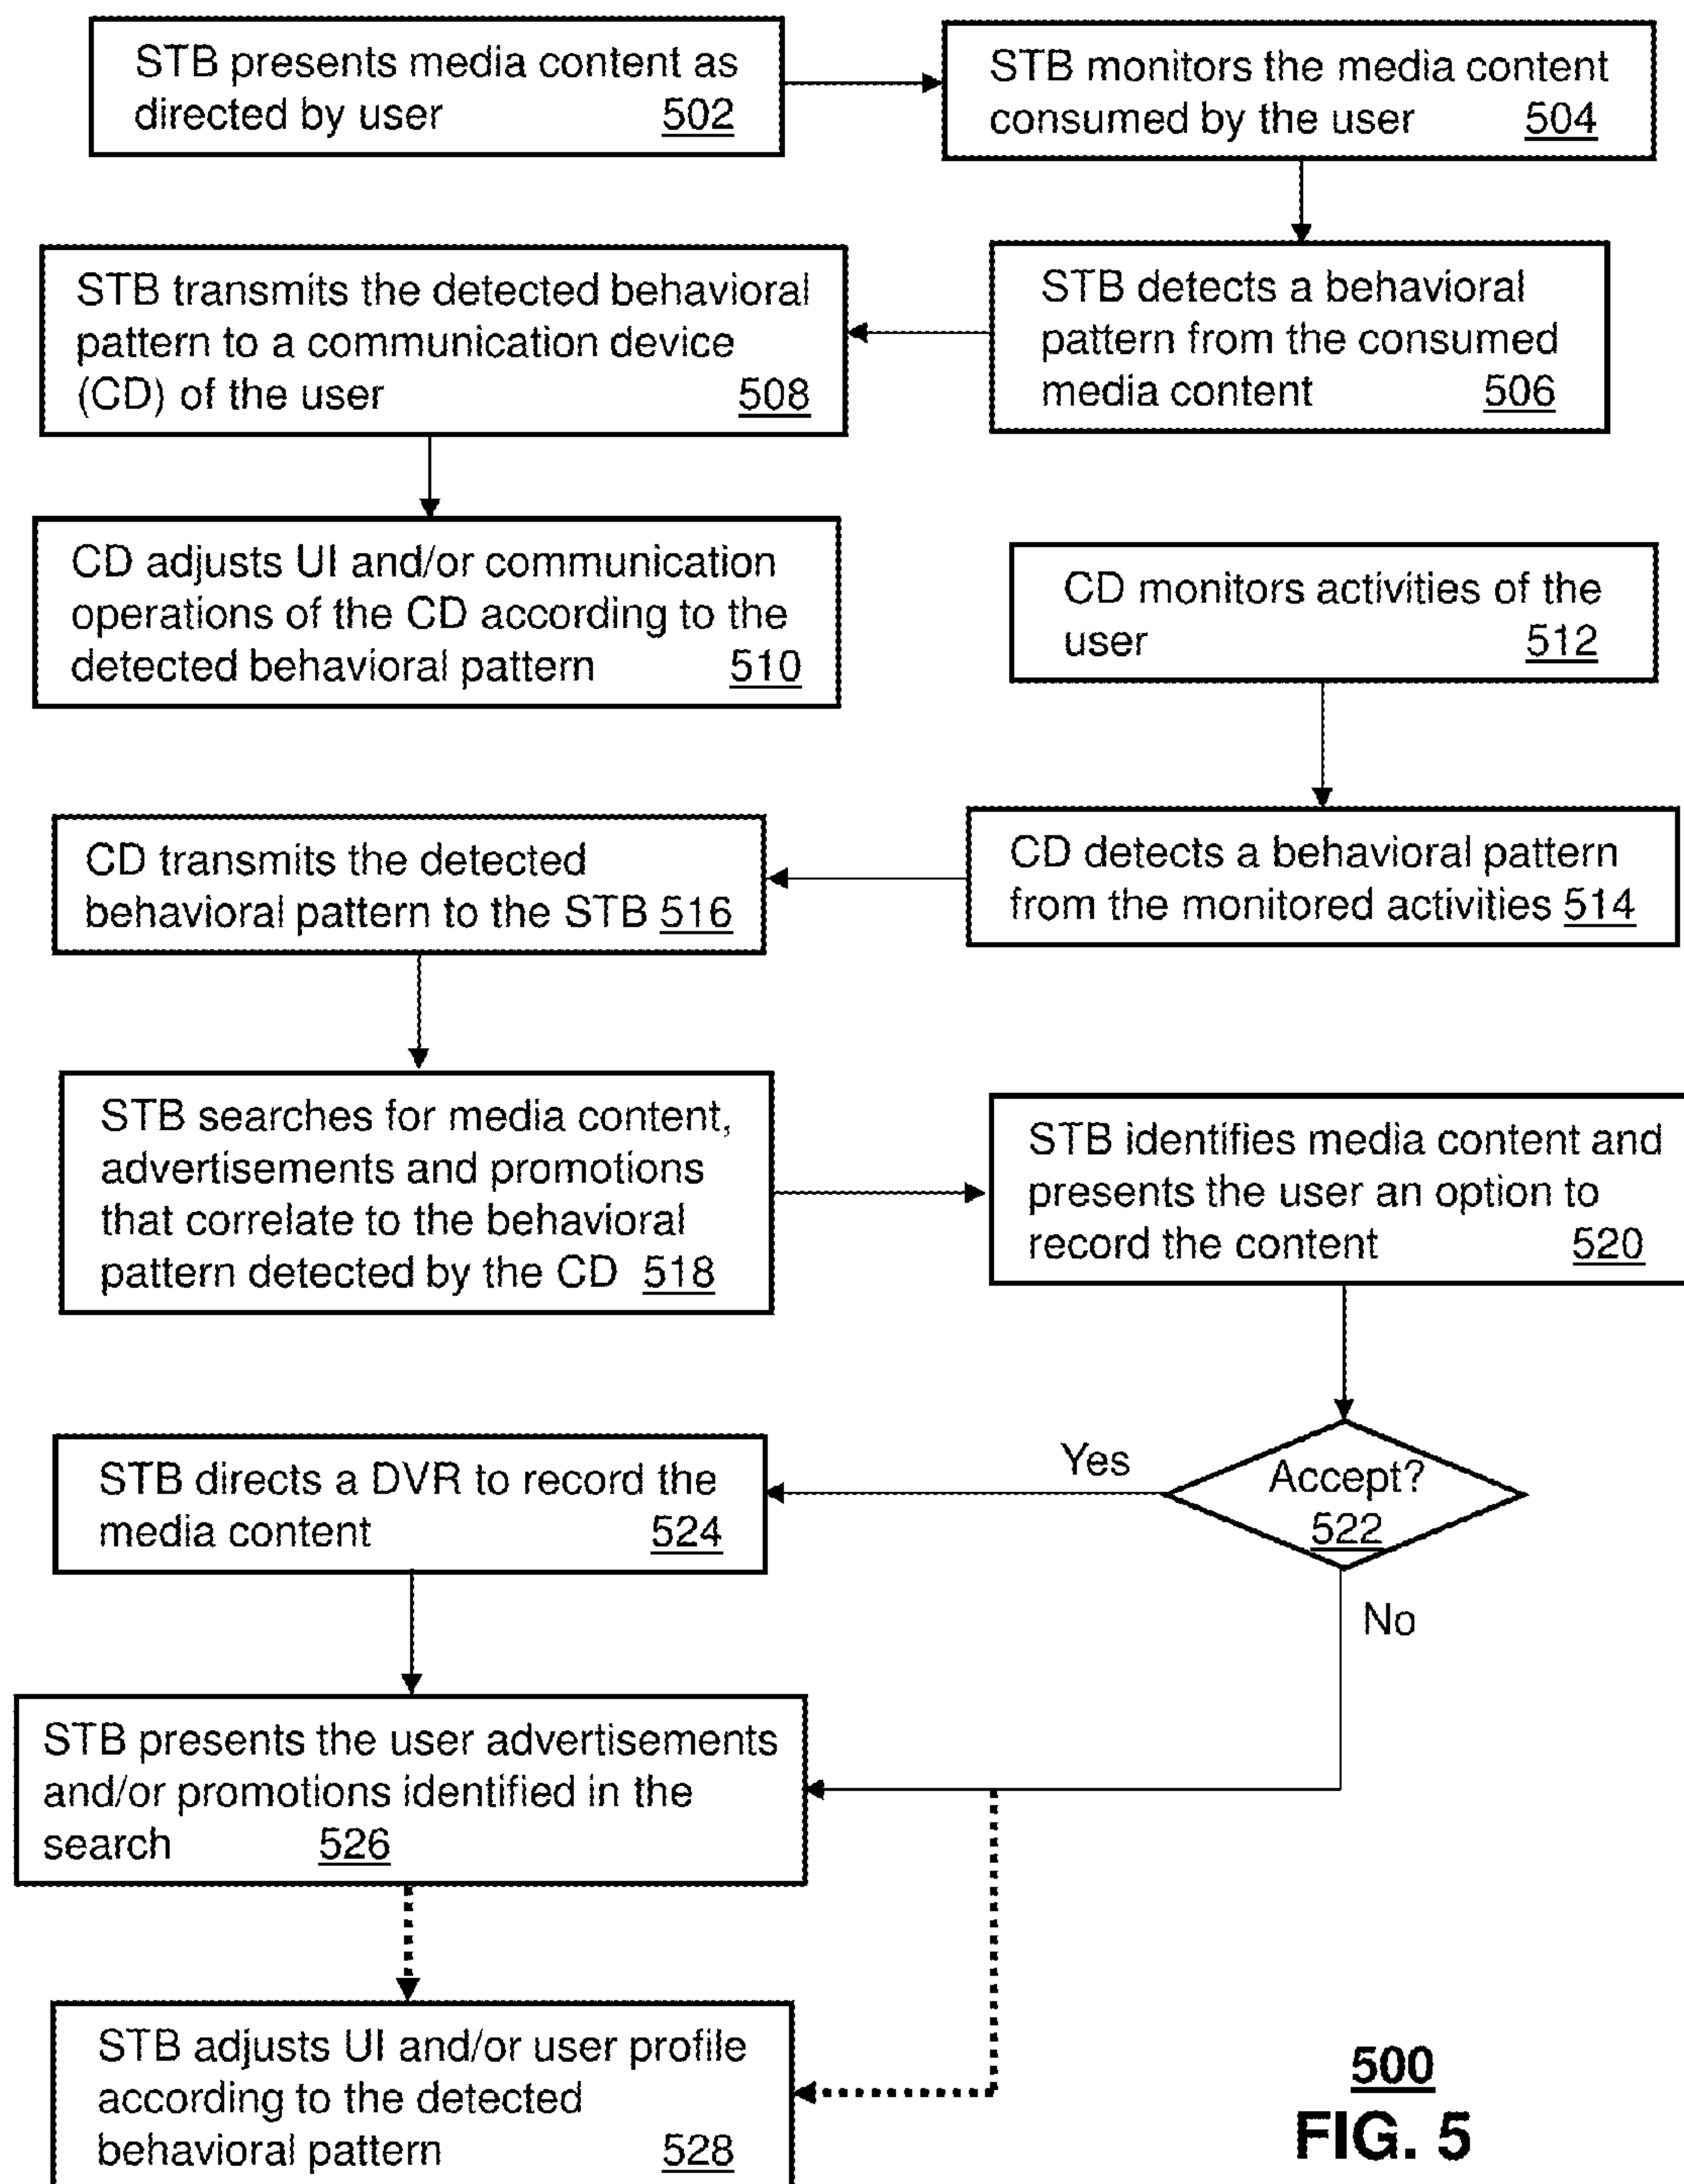 STB presents media content as
directed by user 502
STB monitors the media content
consumed by the user 504
STB detects a behavioral
pattern from the consumed
media content 506
STB transmits the detected behavioral
pattern to a communication device
(CD) of the user 508
CD adjusts UI and/or communication
operations of the CD according to the
detected behavioral pattern 510
CD monitors activities of the
user 512
CD detects a behavioral pattern
from the monitored activities 514
CD transmits the detected
behavioral pattern to the STB 516
STB searches for media content,
advertisements and promotions
that correlate to the behavioral
pattern detected by the CD 518
STB identifies media content and
presents the user an option to
record the content 520
Accept?
522
Yes
No
STB directs a DVR to record the
media content 524
STB presents the user advertisements
and/or promotions identified in the
search 526
STB adjusts UI and/or user profile
according to the detected
behavioral pattern 528
500
FIG. 5